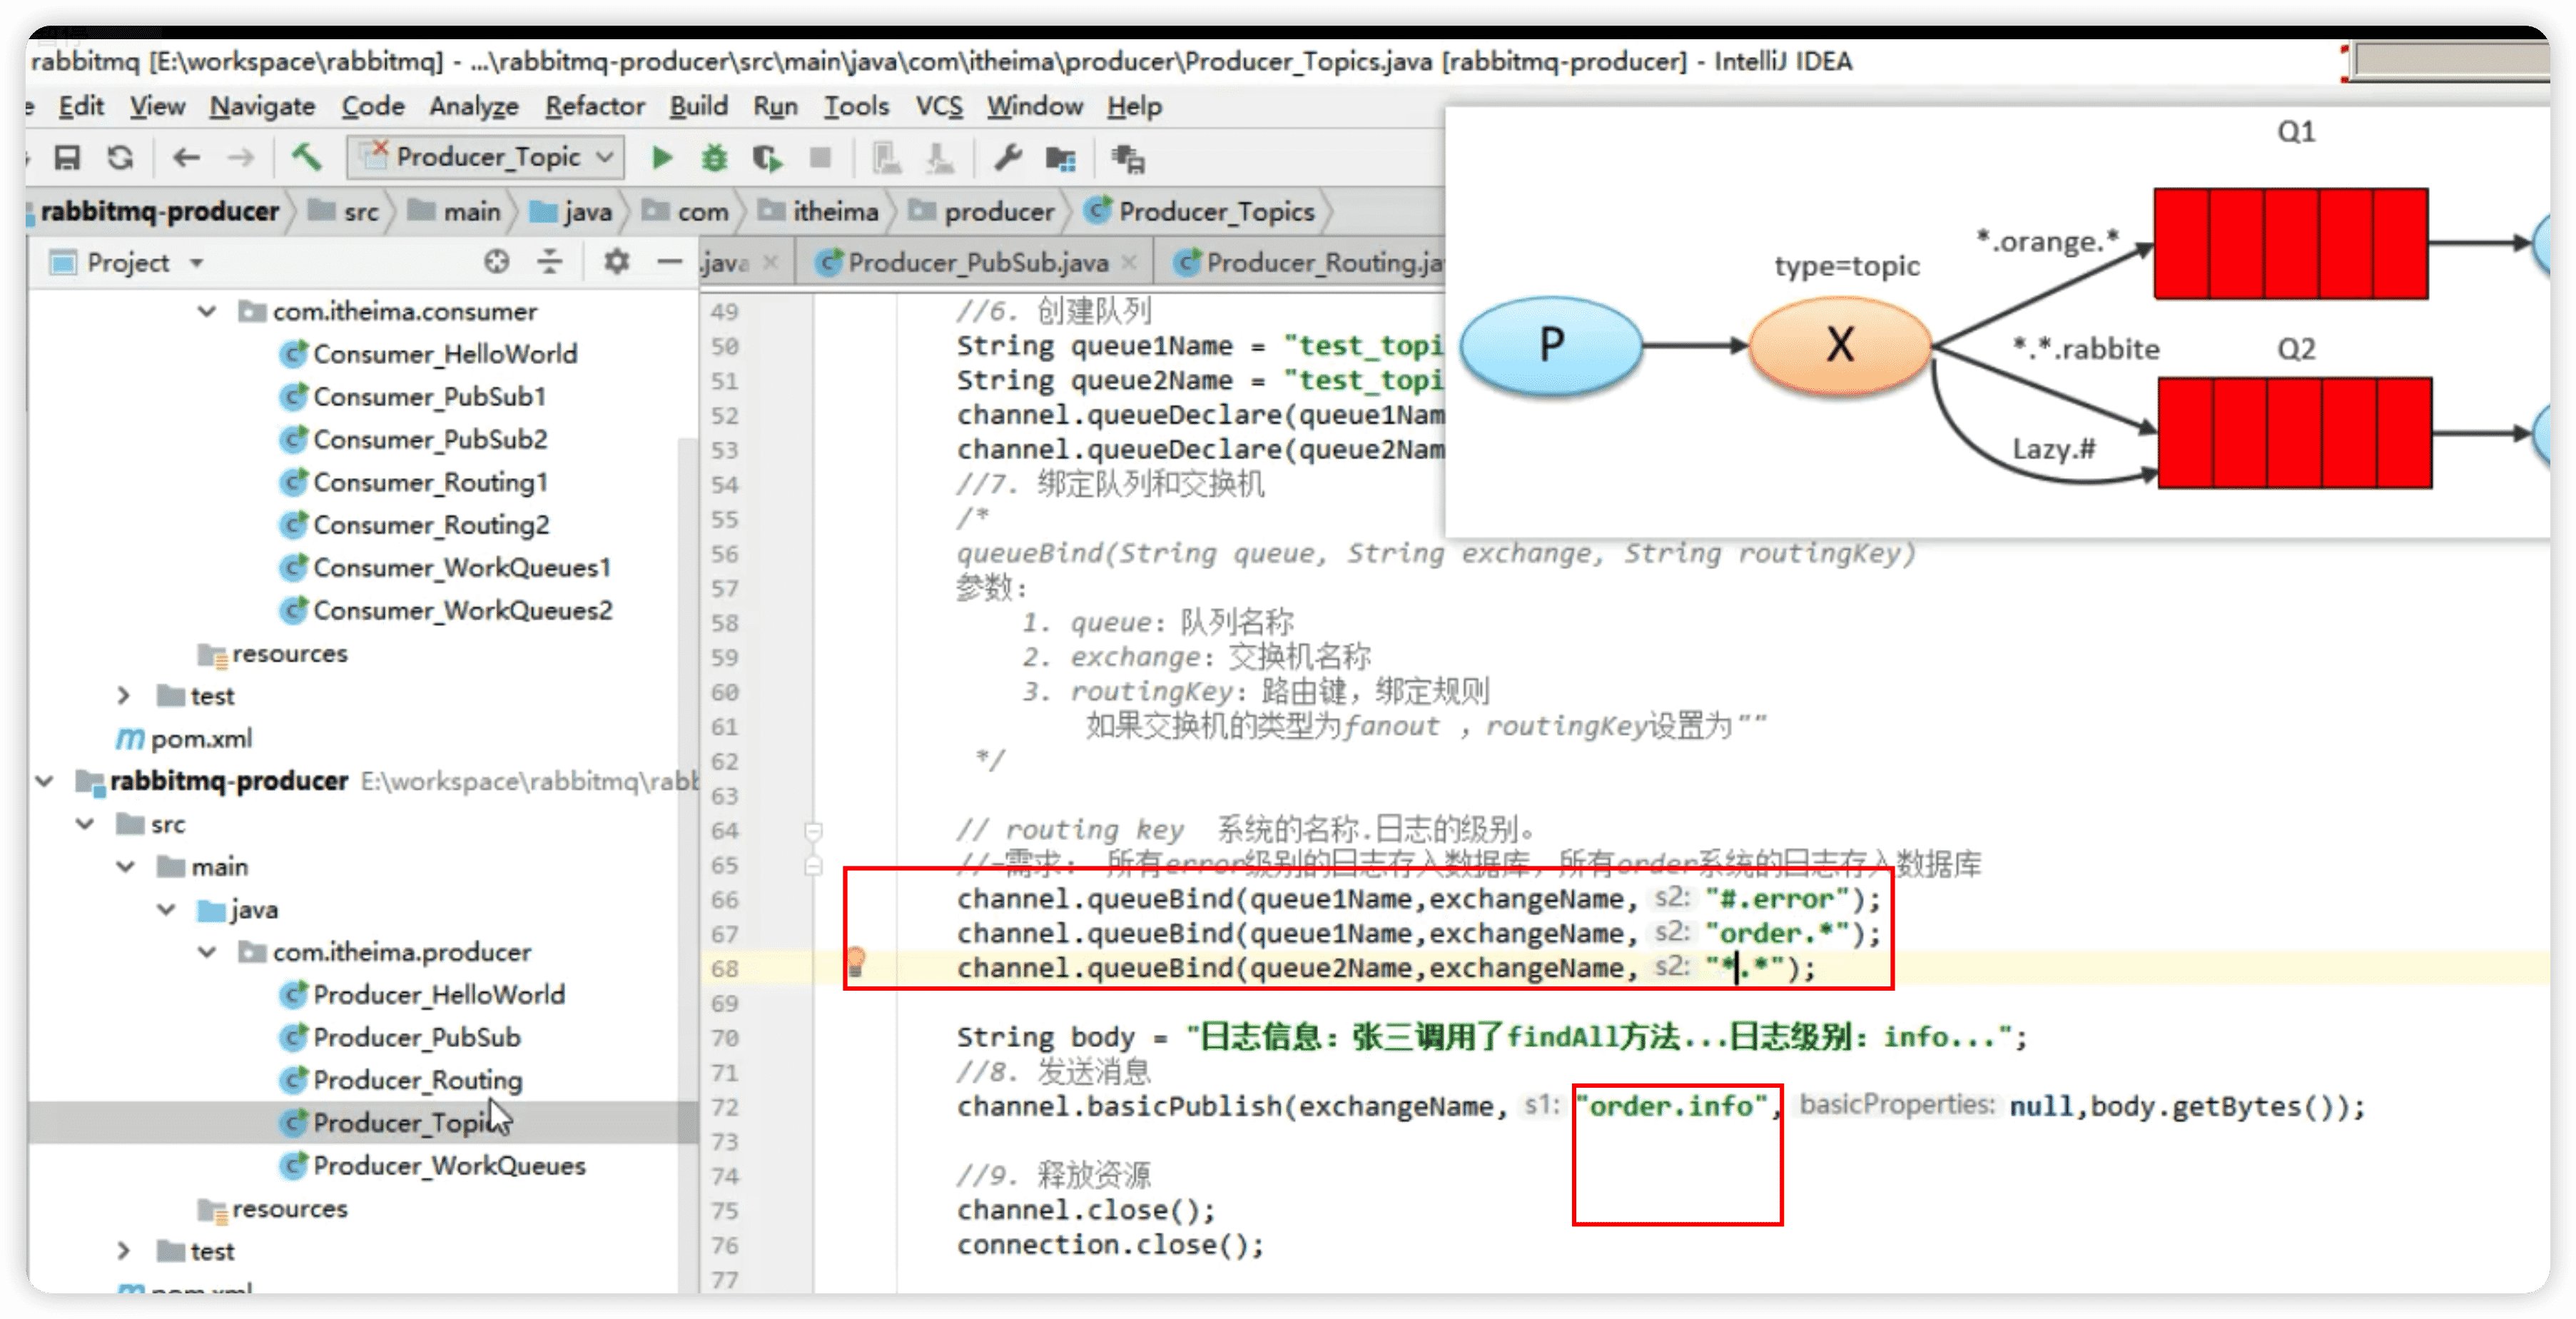 暂停
rabbitmq [E:\workspace\rabbitmq] - ...\rabbitmq-producer\src\main\java\com\itheima\producer\Producer_Topics.java [rabbitmq-producer] - IntelliJ IDEA
Edit View Navigate Code Analyze Refactor Build Run Tools VCS Window Help
Producer_Topic
rabbitmq-producer src main java com itheima producer Producer_Topics
Project
.java Producer_PubSub.java Producer_Routing.ja
com.itheima.consumer
Consumer_HelloWorld
Consumer_PubSub1
Consumer_PubSub2
Consumer_Routing1
Consumer_Routing2
Consumer_WorkQueues1
Consumer_WorkQueues2
resources
test
pom.xml
rabbitmq-producer E:\workspace\rabbitmq\rabb
src
main
java
com.itheima.producer
Producer_HelloWorld
Producer_PubSub
Producer_Routing
Producer_Topic
Producer_WorkQueues
resources
test
pom.xml
49 //6. 创建队列
50 String queue1Name = "test_topi
51 String queue2Name = "test_topi
52 channel.queueDeclare(queue1Nam
53 channel.queueDeclare(queue2Nam
54 //7. 绑定队列和交换机
55 /*
56 queueBind(String queue, String exchange, String routingKey)
57 参数：
58 1. queue：队列名称
59 2. exchange：交换机名称
60 3. routingKey：路由键，绑定规则
61 如果交换机的类型为fanout ，routingKey设置为""
62 */
63
64 // routing key 系统的名称.日志的级别。
65 //-需求： 所有error级别的日志存入数据库，所有order系统的日志存入数据库
66 channel.queueBind(queue1Name,exchangeName, s2: "#.error");
67 channel.queueBind(queue1Name,exchangeName, s2: "order.*");
68 channel.queueBind(queue2Name,exchangeName, s2: "*.*");
69
70 String body = "日志信息：张三调用了findAll方法...日志级别：info...";
71 //8. 发送消息
72 channel.basicPublish(exchangeName, s1: "order.info", basicProperties: null,body.getBytes());
73
74 //9. 释放资源
75 channel.close();
76 connection.close();
77
Q1
*.orange.*
type=topic
P
X
*.*.rabbite
Q2
Lazy.#